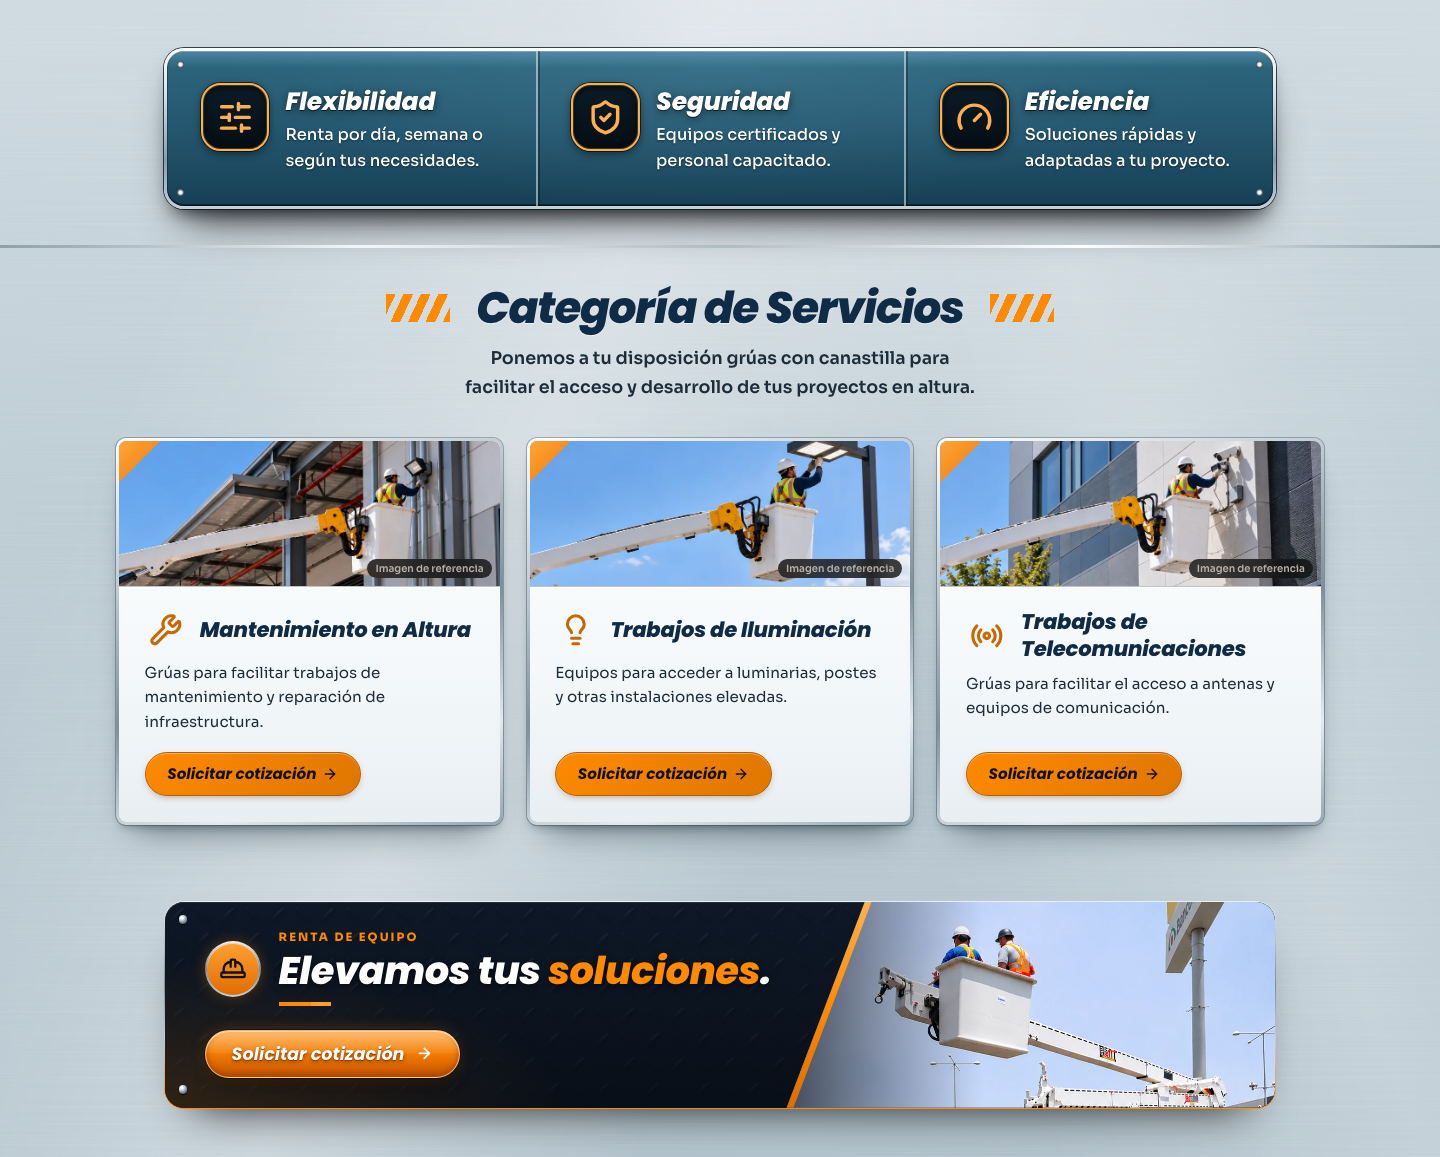 Flexibilidad
Renta por día, semana o
según tus necesidades.
Seguridad
Equipos certificados y
personal capacitado.
Eficiencia
Soluciones rápidas y
adaptadas a tu proyecto.
Categoría de Servicios
Ponemos a tu disposición grúas con canastilla para
facilitar el acceso y desarrollo de tus proyectos en altura.
Imagen de referencia
Mantenimiento en Altura
Grúas para facilitar trabajos de
mantenimiento y reparación de
infraestructura.
Solicitar cotización
Imagen de referencia
Trabajos de Iluminación
Equipos para acceder a luminarias, postes
y otras instalaciones elevadas.
Solicitar cotización
Imagen de referencia
Trabajos de
Telecomunicaciones
Grúas para facilitar el acceso a antenas y
equipos de comunicación.
Solicitar cotización
RENTA DE EQUIPO
Elevamos tus soluciones.
Solicitar cotización